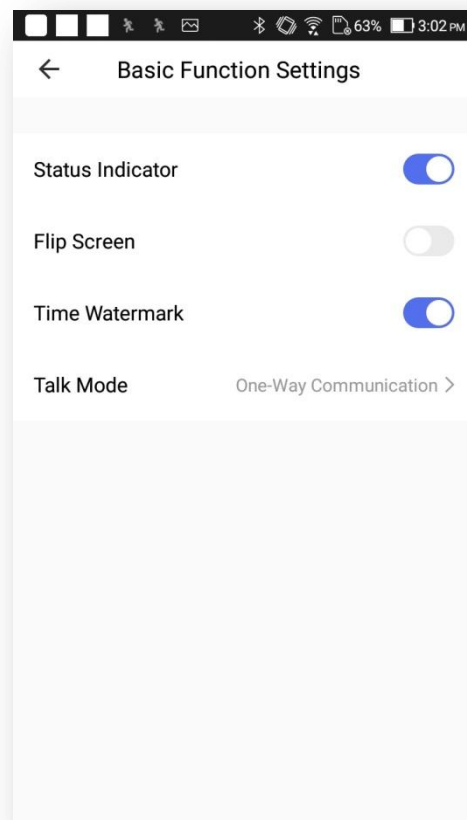 63% 3:02 PM
Basic Function Settings
Status Indicator
Flip Screen
Time Watermark
Talk Mode One-Way Communication >